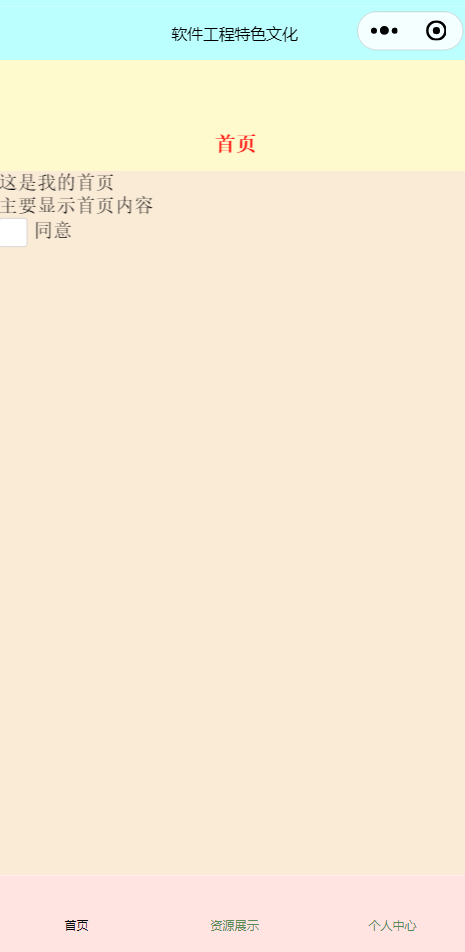 软件工程特色文化
首页
这是我的首页
主要显示首页内容
同意
首页 资源展示 个人中心